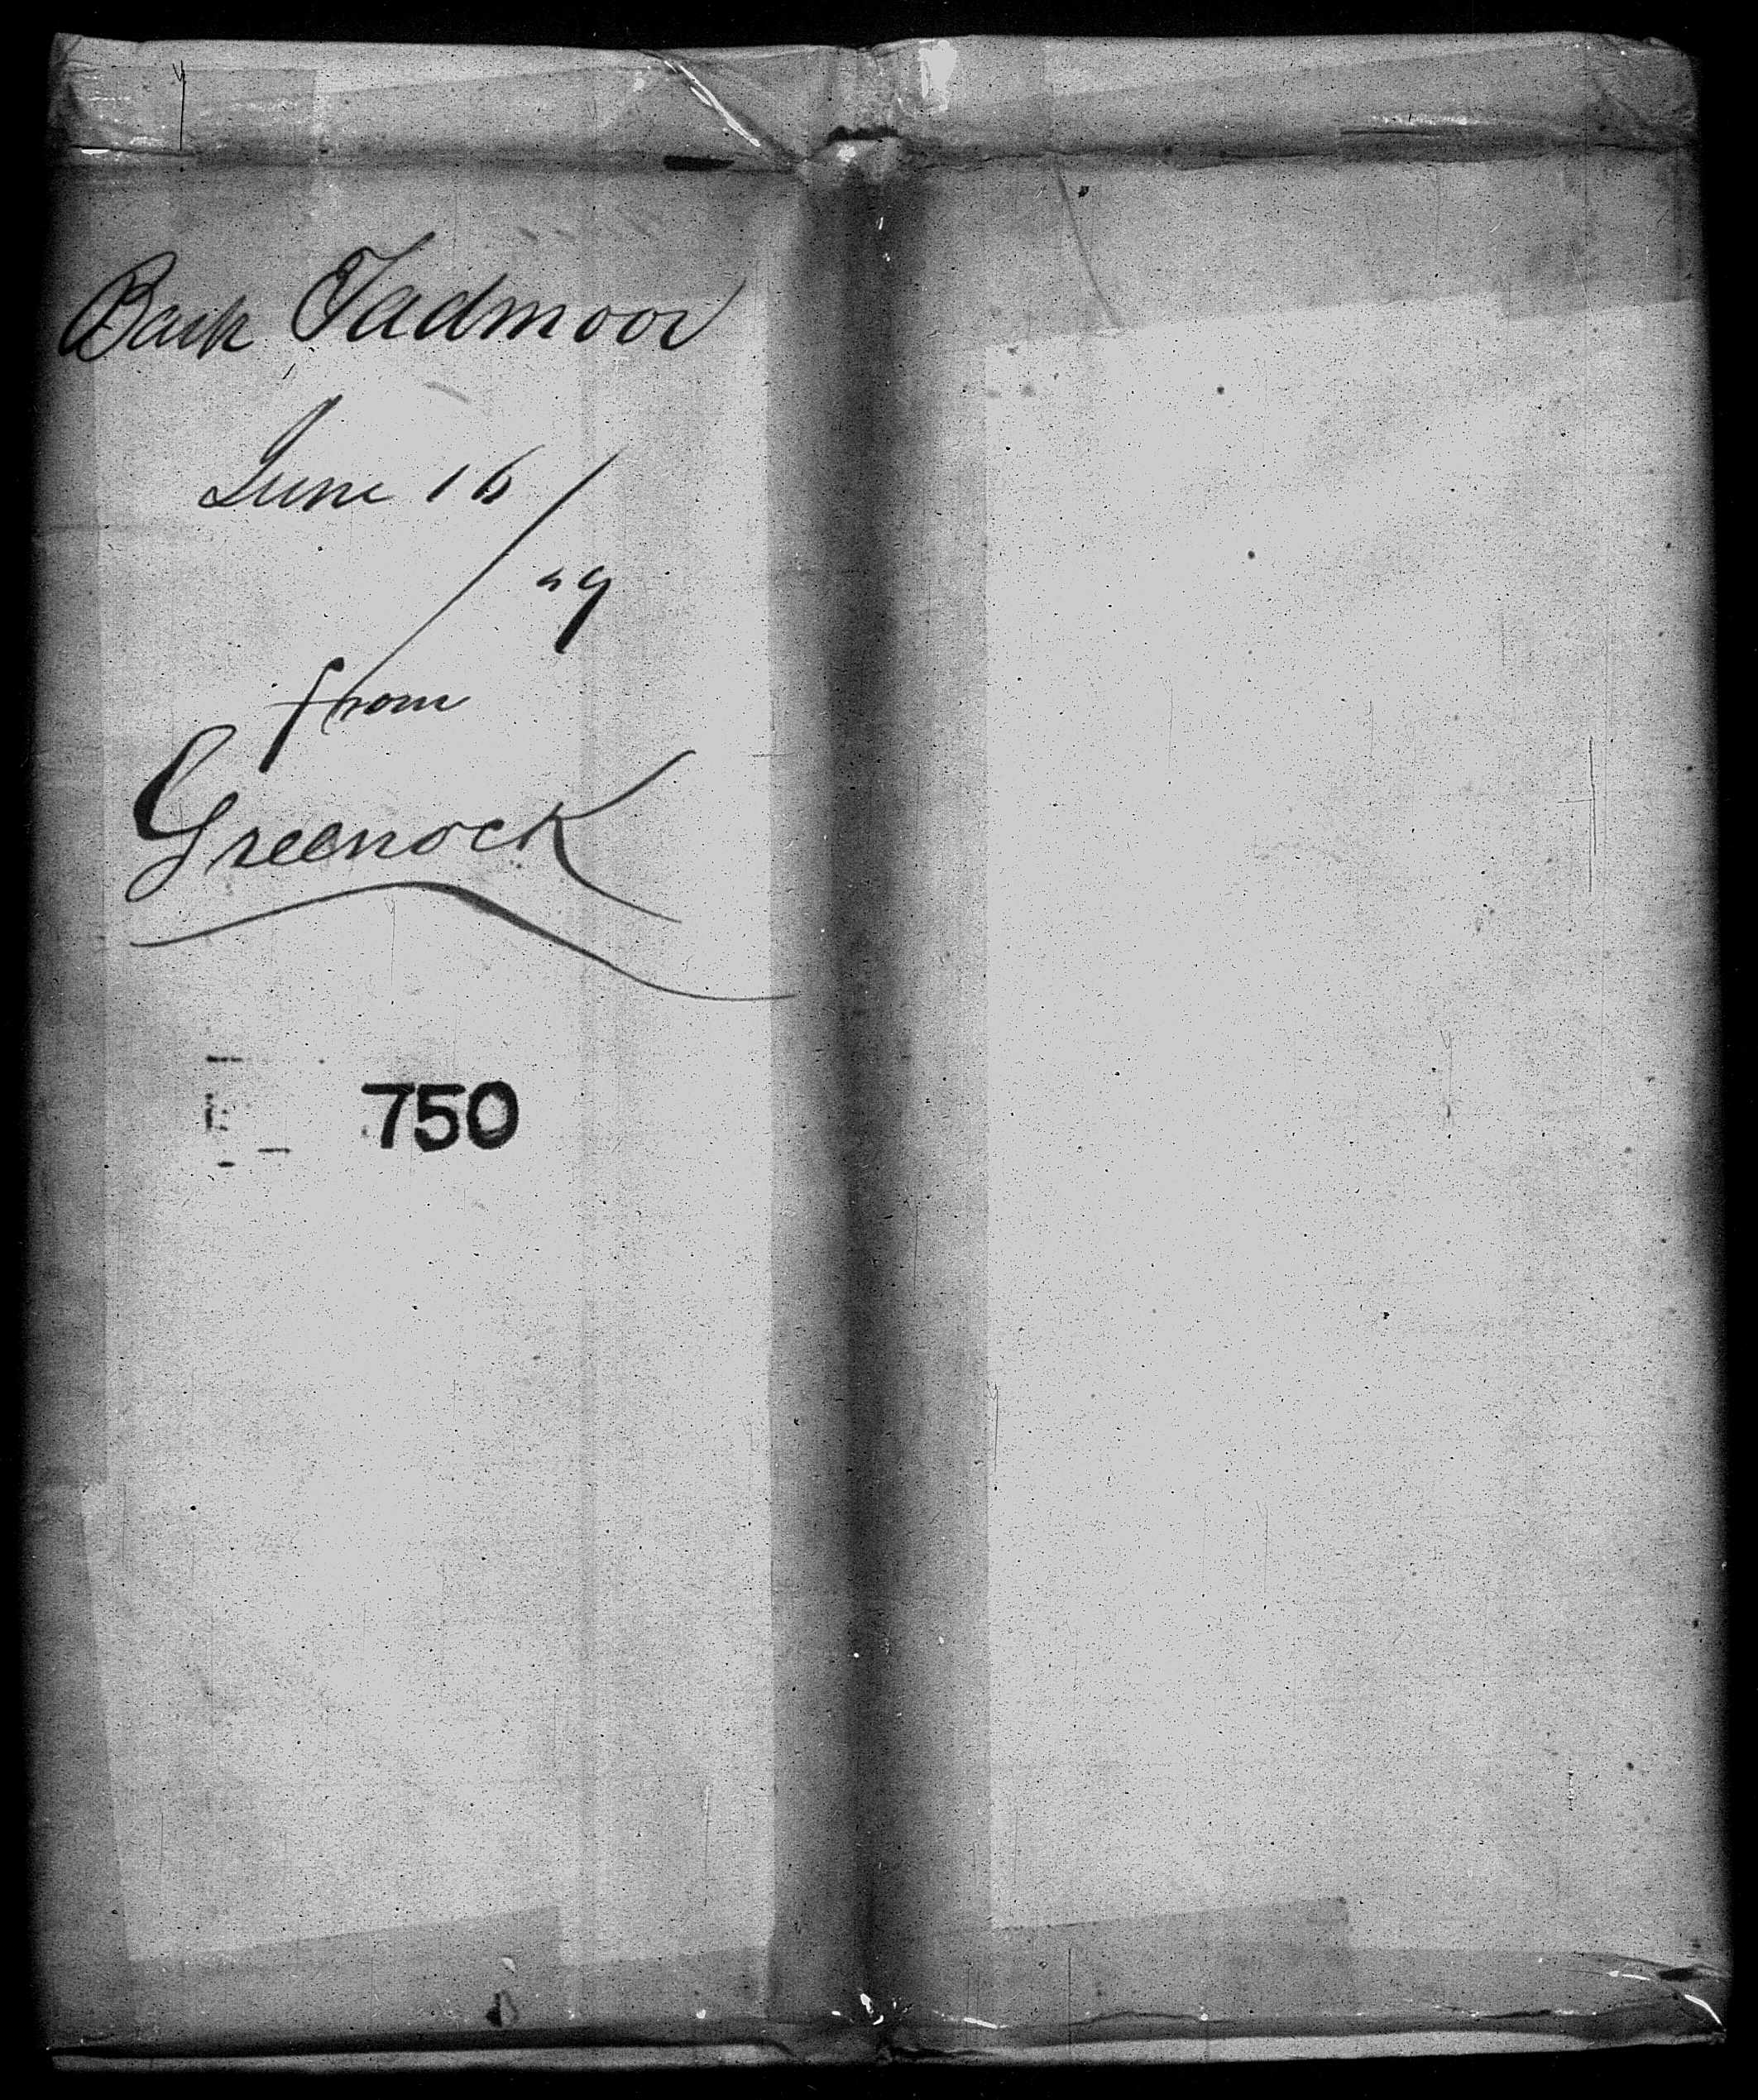 Bark Tadmoor
June 16/
49
from
Greenock
750